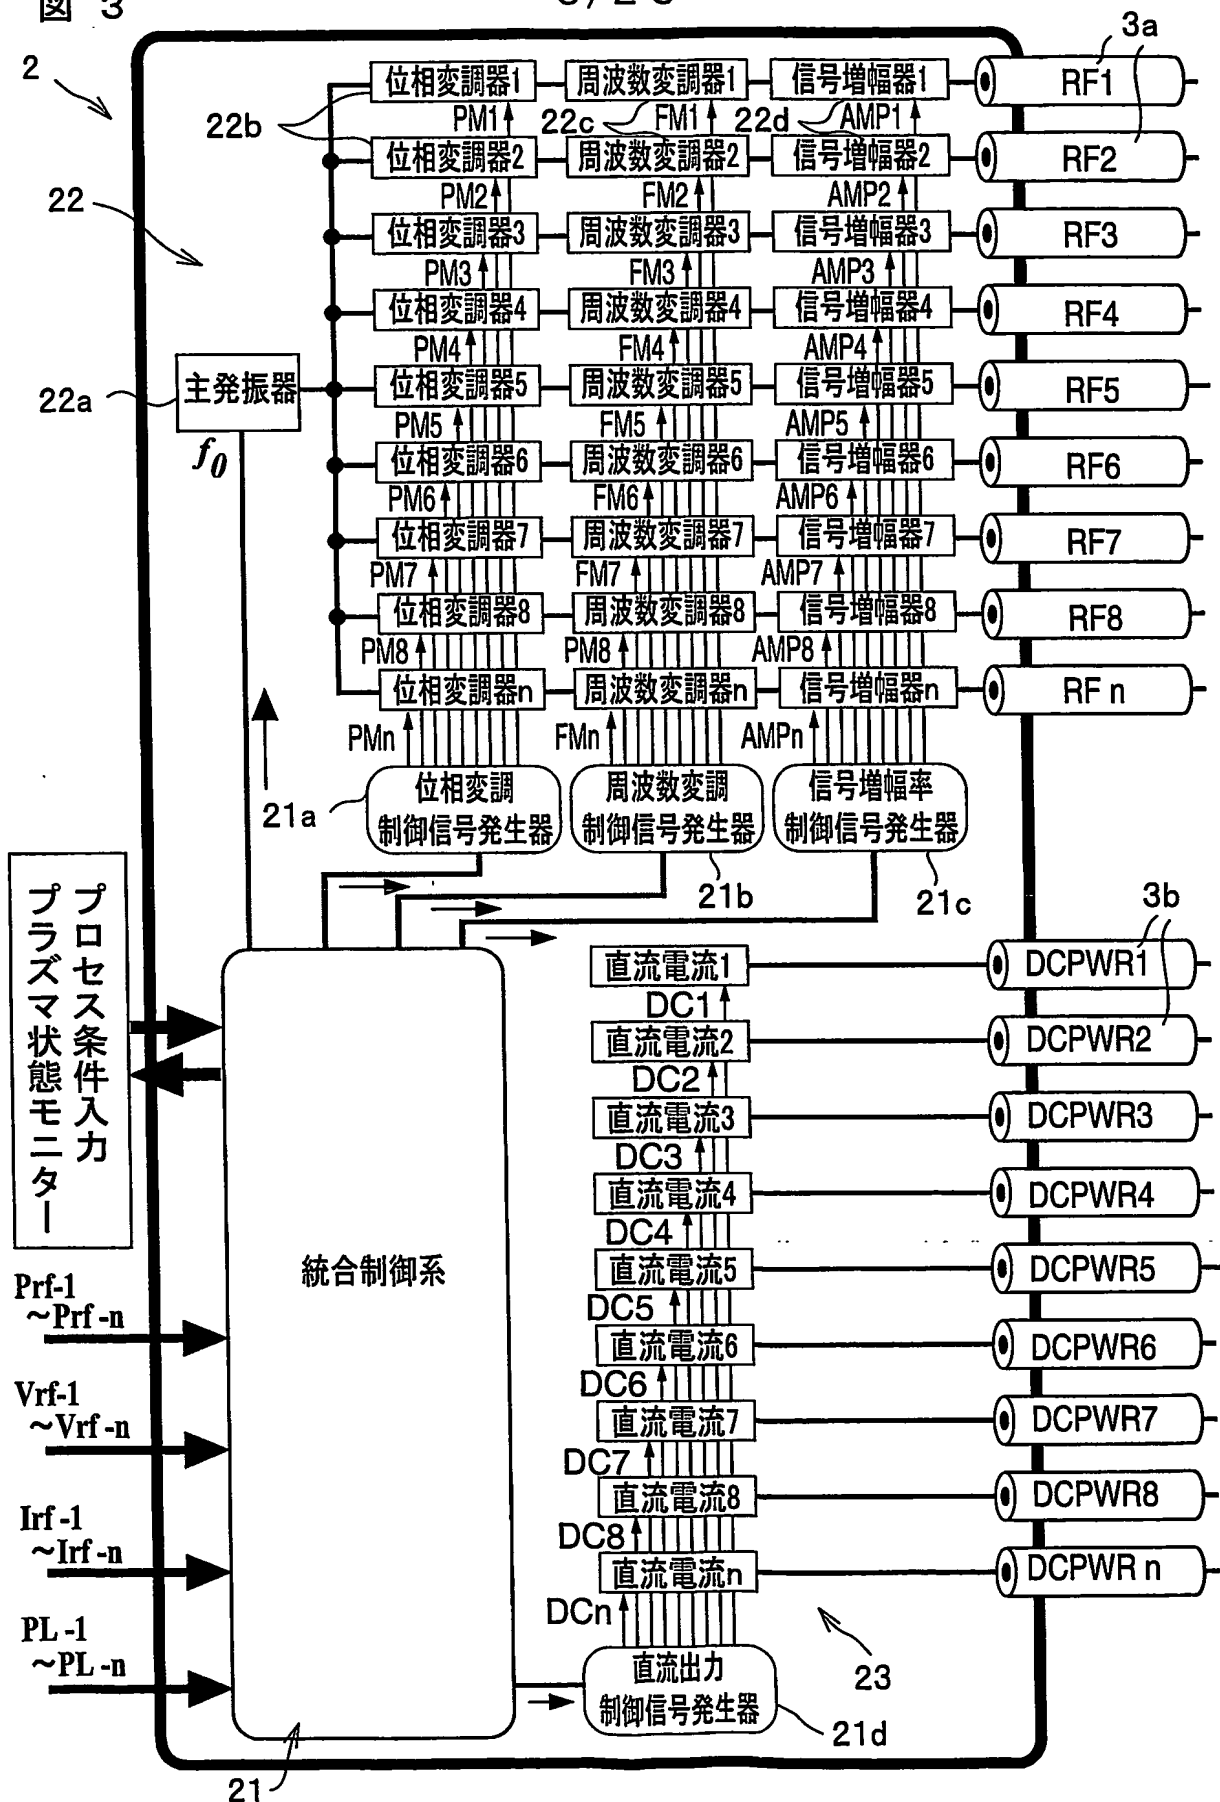 図 3
2
3a
位相変調器1
周波数変調器1
信号増幅器1
RF1
22b
PM1
22c
FM1
22d
AMP1
位相変調器2
周波数変調器2
信号増幅器2
RF2
22
PM2
FM2
AMP2
位相変調器3
周波数変調器3
信号増幅器3
RF3
PM3
FM3
AMP3
位相変調器4
周波数変調器4
信号増幅器4
RF4
PM4
FM4
AMP4
主発振器
22a
f0
位相変調器5
周波数変調器5
信号増幅器5
RF5
PM5
FM5
AMP5
位相変調器6
周波数変調器6
信号増幅器6
RF6
PM6
FM6
AMP6
位相変調器7
周波数変調器7
信号増幅器7
RF7
PM7
FM7
AMP7
位相変調器8
周波数変調器8
信号増幅器8
RF8
PM8
PM8
AMP8
位相変調器n
周波数変調器n
信号増幅器n
RF n
PMn
FMn
AMPn
21a
位相変調
制御信号発生器
周波数変調
制御信号発生器
信号増幅率
制御信号発生器
21b
21c
プロセス条件入力
プラズマ状態モニター
3b
直流電流1
DCPWR1
DC1
直流電流2
DCPWR2
DC2
直流電流3
DCPWR3
DC3
直流電流4
DCPWR4
DC4
直流電流5
DCPWR5
DC5
直流電流6
DCPWR6
DC6
直流電流7
DCPWR7
DC7
直流電流8
DCPWR8
DC8
直流電流n
DCPWR n
DCn
統合制御系
Prf-1
～Prf-n
Vrf-1
～Vrf-n
Irf-1
～Irf-n
PL-1
～PL-n
直流出力
制御信号発生器
23
21d
21